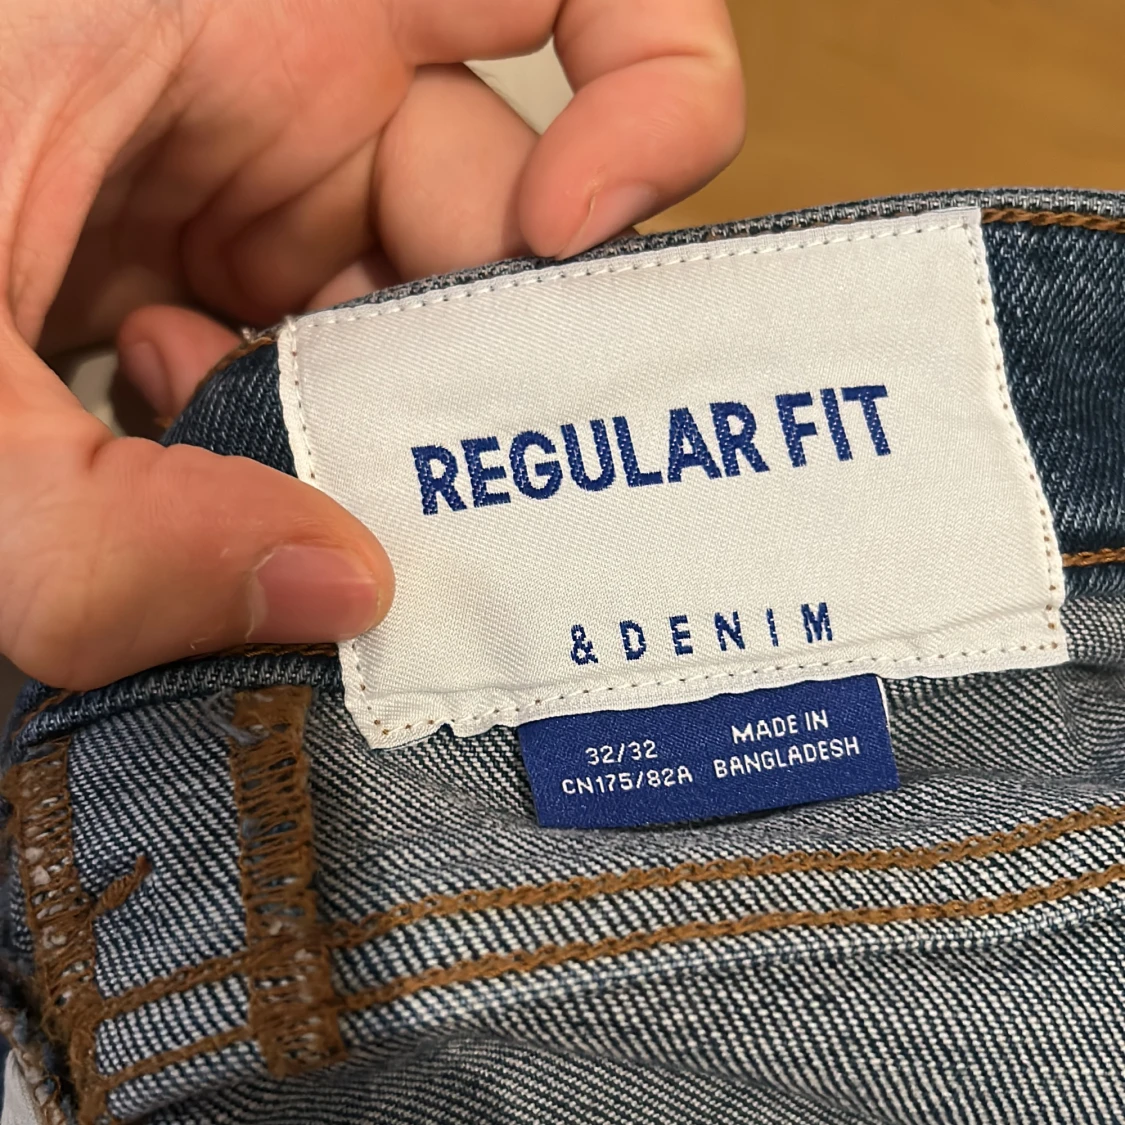 REGULAR FIT
& DENIM
32/32
CN175/82A
MADE IN
BANGLADESH